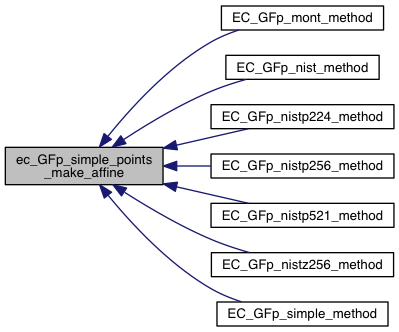 EC_GFp_mont_method
EC_GFp_nist_method
EC_GFp_nistp224_method
ec_GFp_simple_points
_make_affine
EC_GFp_nistp256_method
EC_GFp_nistp521_method
EC_GFp_nistz256_method
EC_GFp_simple_method